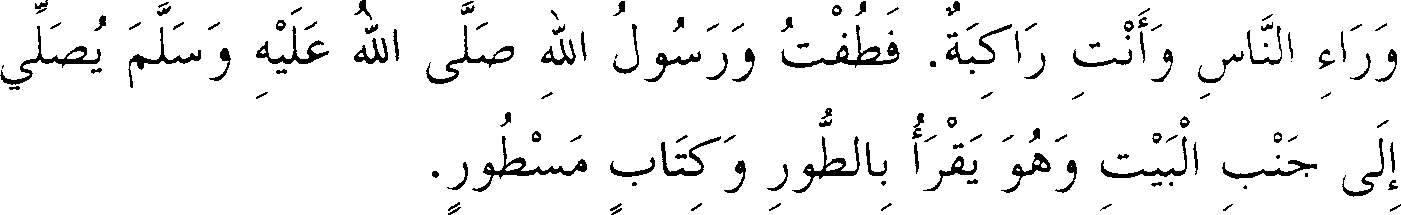 وَرَاءِ النَّاسِ وَأَنْتِ رَاكِبَةٌ. فَطُفْتُ وَرَسُولُ اللهِ صَلَّى اللهُ عَلَيْهِ وَسَلَّمَ يُصَلِّي
إِلَى جَنْبِ الْبَيْتِ وَهُوَ يَقْرَأُ بِالطُّورِ وَكِتَابٍ مَسْطُورٍ.